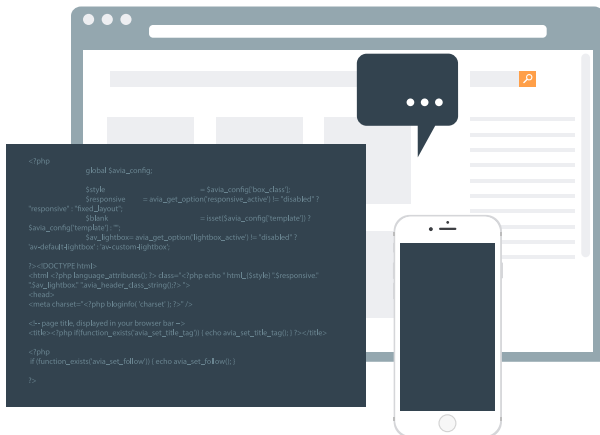 <?php
global $avia_config;
$style = $avia_config['box_class'];
$responsive = avia_get_option('responsive_active') != "disabled" ?
"responsive" : "fixed_layout";
$blank = isset($avia_config['template']) ?
$avia_config['template'] : "";
$av_lightbox= avia_get_option('lightbox_active') != "disabled" ?
'av-default-lightbox' : 'av-custom-lightbox';
?><!DOCTYPE html>
<html <?php language_attributes(); ?> class="<?php echo " html_{$style} ".$responsive."
".$av_lightbox." ".avia_header_class_string();?> ">
<head>
<meta charset="<?php bloginfo( 'charset' ); ?>" />
<!-- page title, displayed in your browser bar -->
<title><?php if(function_exists('avia_set_title_tag')) { echo avia_set_title_tag(); } ?></title>
<?php
if (function_exists('avia_set_follow')) { echo avia_set_follow(); }
?>